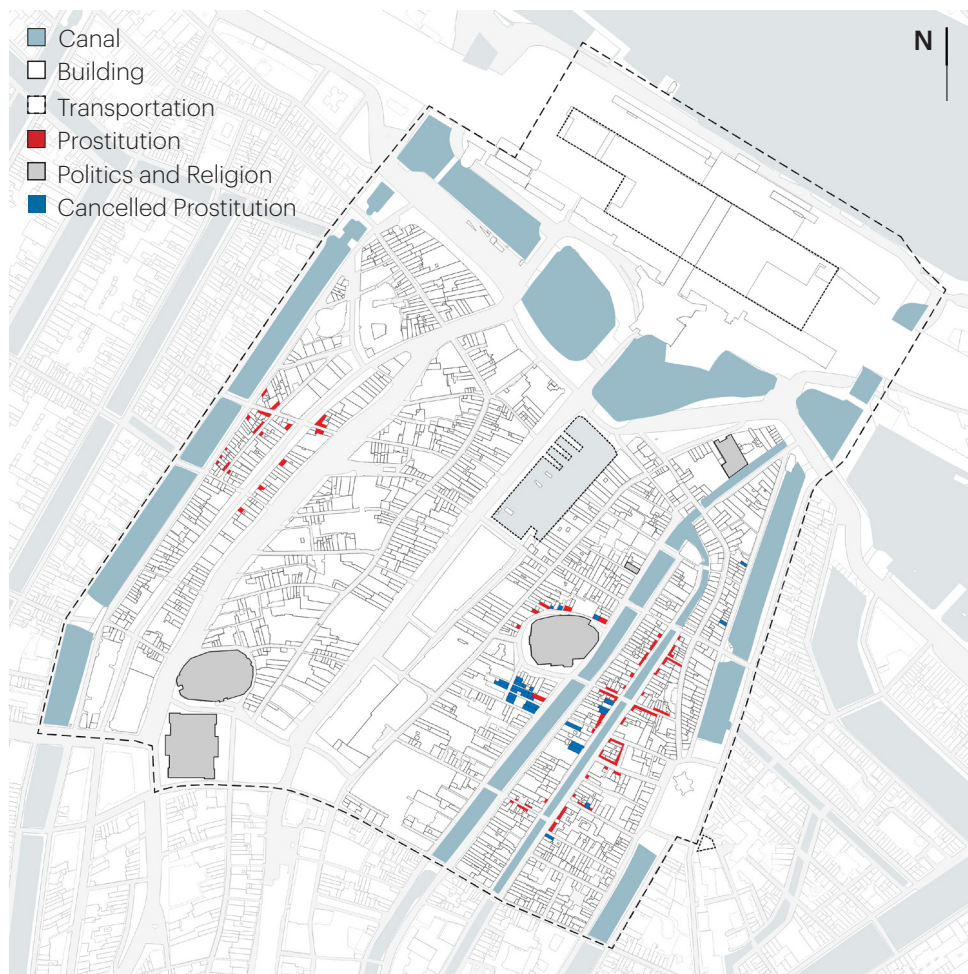 Canal
Building
Transportation
Prostitution
Politics and Religion
Cancelled Prostitution
N